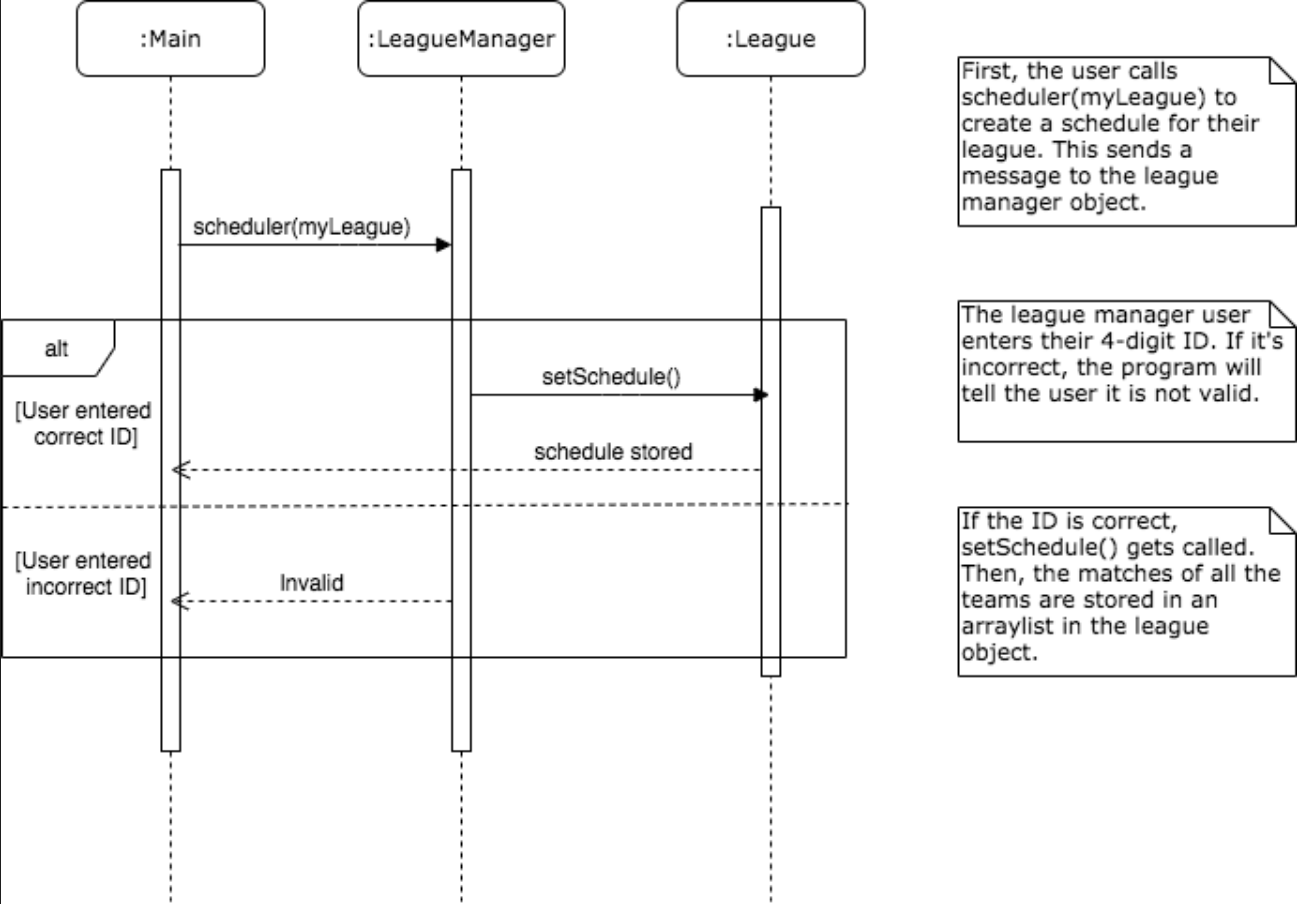 :Main
:LeagueManager
:League
First, the user calls
scheduler(myLeague) to
create a schedule for their
league. This sends a
message to the league
manager object.
scheduler(myLeague)
The league manager user
enters their 4-digit ID. If it's
incorrect, the program will
tell the user it is not valid.
alt
setSchedule()
[User entered
correct ID]
schedule stored
If the ID is correct,
setSchedule() gets called.
Then, the matches of all the
teams are stored in an
arraylist in the league
object.
[User entered
incorrect ID]
Invalid